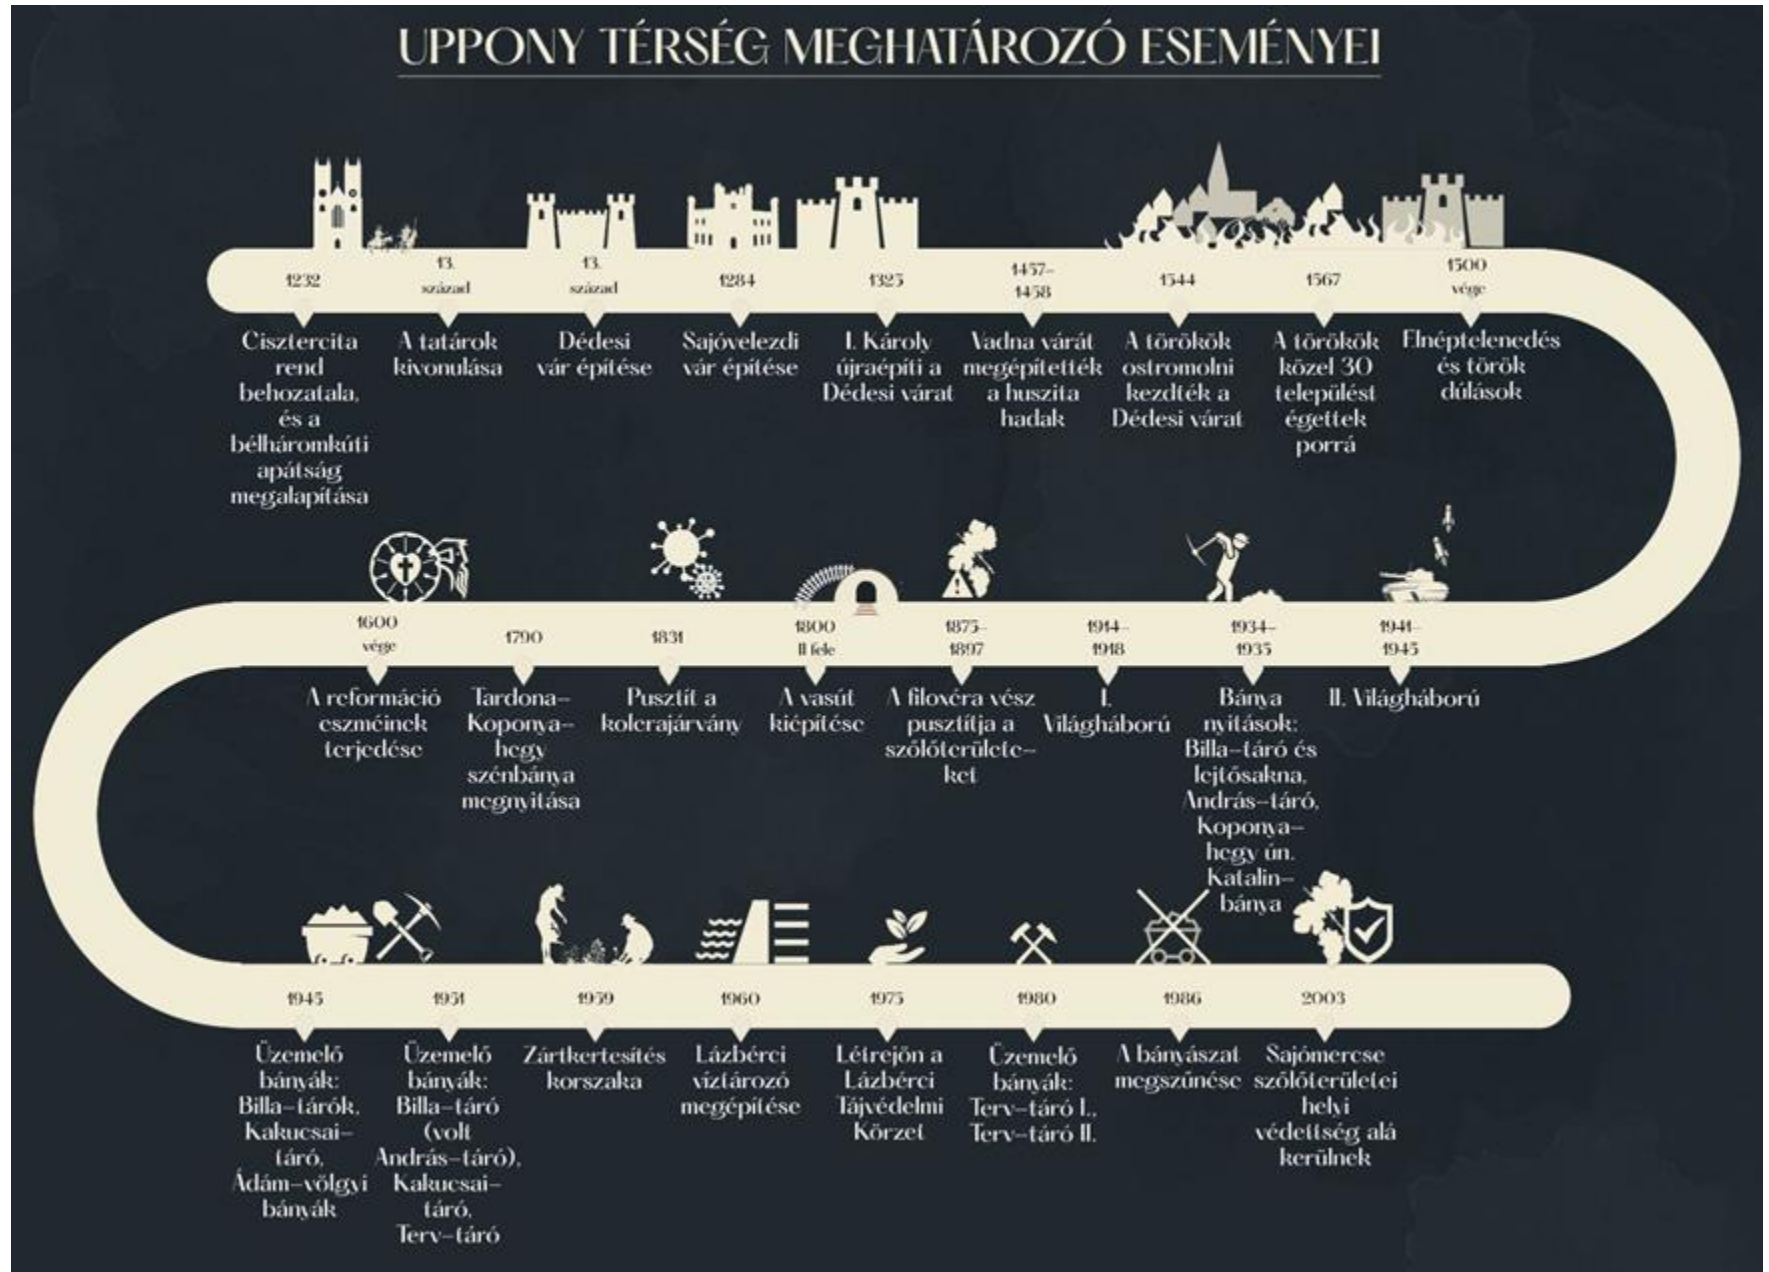 UPPONY TÉRSÉG MEGHATÁROZÓ ESEMÉNYEI
1232
Cisztercita
rend
behozatala,
és a
bélháromkúti
apátság
megalapítása
13.
század
A tatárok
kivonulása
13.
század
Dédesi
vár építése
1284
Sajóvelezdi
vár építése
1325
I. Károly
újraépíti a
Dédesi várat
1457–
1458
Vadna várát
megépítették
a huszita
hadak
1544
A törökök
ostromolni
kezdték a
Dédesi várat
1567
A törökök
közel 30
települést
égettek
porrá
1500
vége
Elnéptelenedés
és török
dúlások
1600
vége
A reformáció
eszméinek
terjedése
1790
Tardona–
Koponya–
hegy
szénbánya
megnyitása
1831
Pusztít a
kolerajárvány
1800
II fele
A vasút
kiépítése
1875–
1897
A filoxéra vész
pusztítja a
szőlőterülete–
ket
1914–
1918
I.
Világháború
1934–
1935
Bánya
nyitások:
Billa–táró és
lejtősakna,
András–táró,
Koponya–
hegy ún.
Katalin–
bánya
1941–
1945
II. Világháború
1945
Üzemelő
bányák:
Billa–tárók,
Kakucsai–
táró,
Ádám–völgyi
bányák
1951
Üzemelő
bányák:
Billa–táró
(volt
András–táró),
Kakucsai–
táró,
Terv–táró
1959
Zártkertesítés
korszaka
1960
Lázbérci
víztározó
megépítése
1975
Létrejön a
Lázbérci
Tájvédelmi
Körzet
1980
Üzemelő
bányák:
Terv–táró I.,
Terv–táró II.
1986
A bányászat
megszűnése
2003
Sajómercse
szőlőterületei
helyi
védettség alá
kerülnek